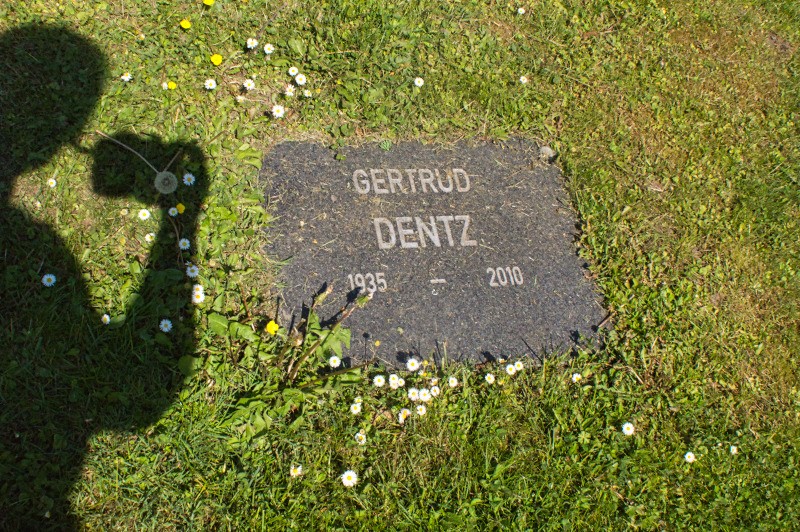 GERTRUD
DENTZ
1935 – 2010